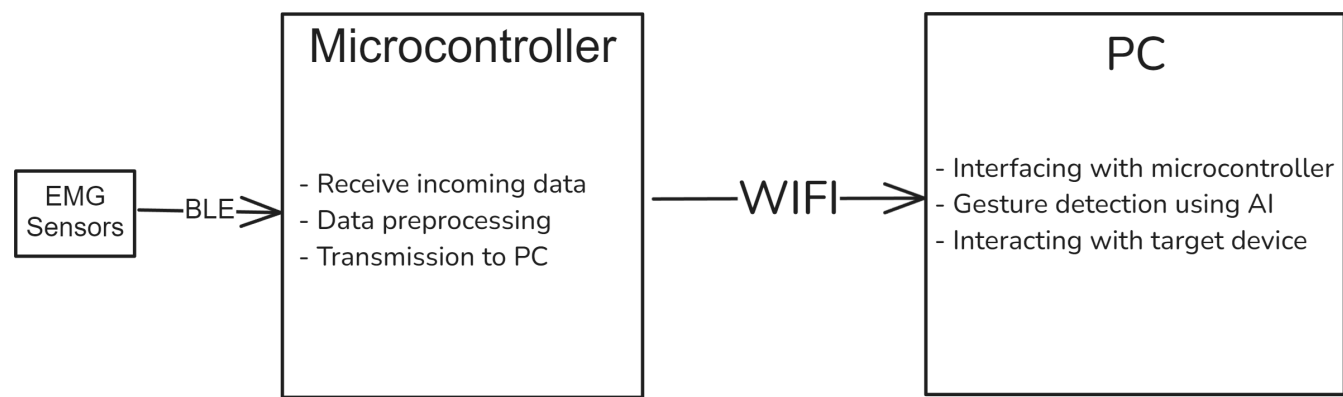 EMG
Sensors
BLE
Microcontroller
- Receive incoming data
- Data preprocessing
- Transmission to PC
WIFI
PC
- Interfacing with microcontroller
- Gesture detection using AI
- Interacting with target device